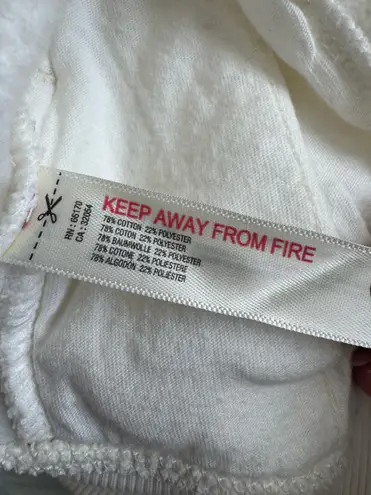 KEEP AWAY FROM FIRE
78% COTTON 22% POLYESTER
78% COTON 22% POLYESTER
78% BAUMWOLLE 22% POLYESTER
78% COTONE 22% POLIESTERE
78% ALGODÓN 22% POLIÉSTER
RN : 66170
CA : 32054